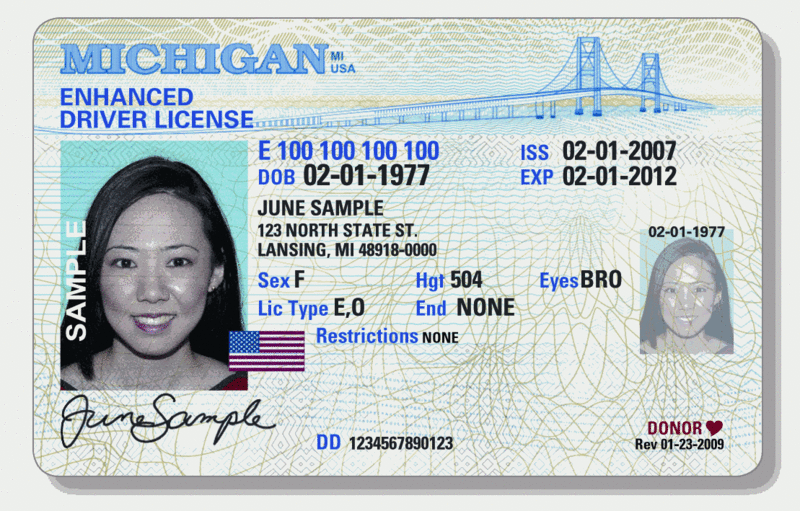 MICHIGAN MI USA
ENHANCED
DRIVER LICENSE
E 100 100 100 100
ISS 02-01-2007
DOB 02-01-1977
EXP 02-01-2012
JUNE SAMPLE
123 NORTH STATE ST.
LANSING, MI 48918-0000
02-01-1977
Sex F Hgt 504 Eyes BRO
Lic Type E,O End NONE
Restrictions NONE
SAMPLE
June Sample
DD 1234567890123
DONOR
Rev 01-23-2009